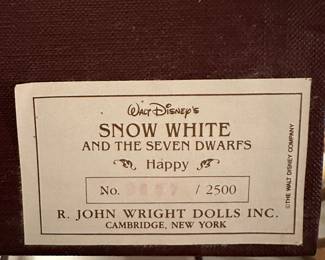 Walt Disney's
SNOW WHITE
AND THE SEVEN DWARFS
Happy
No. / 2500
R. JOHN WRIGHT DOLLS INC.
CAMBRIDGE, NEW YORK
©THE WALT DISNEY COMPANY